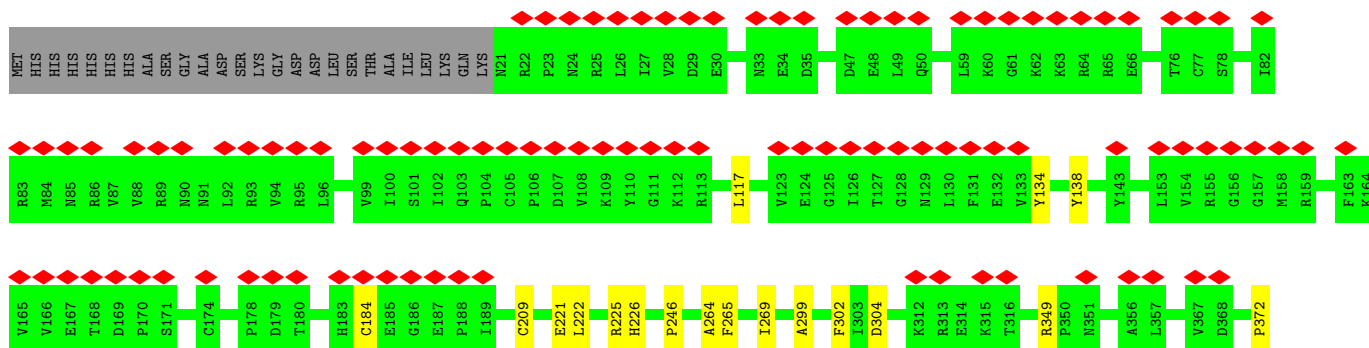 MET HIS HIS HIS HIS HIS HIS ALA SER GLY ALA ASP SER LYS GLY ASP ASP LEU SER THR ALA ILE LEU LYS GLN LYS N21 R22 P23 N24 R25 L26 I27 V28 D29 E30 N33 E34 D35 D47 E48 L49 Q50 L59 K60 G61 K62 K63 R64 R65 E66 T76 C77 S78 I82
R83 M84 N85 R86 V87 V88 R89 N90 N91 L92 R93 V94 R95 L96 V99 I100 S101 I102 Q103 P104 C105 P106 D107 V108 K109 Y110 G111 K112 R113 L117 V123 E124 G125 I126 T127 G128 N129 L130 F131 E132 V133 Y134 Y138 Y143 L153 V154 R155 G156 G157 M158 R159 F163 K164
V165 V166 E167 T168 D169 P170 S171 C174 P178 D179 T180 H183 C184 E185 G186 E187 P188 I189 C209 E221 L222 R225 H226 P246 A264 F265 I269 A299 F302 I303 D304 K312 R313 E314 K315 T316 R349 P350 N351 A356 L357 V367 D368 P372